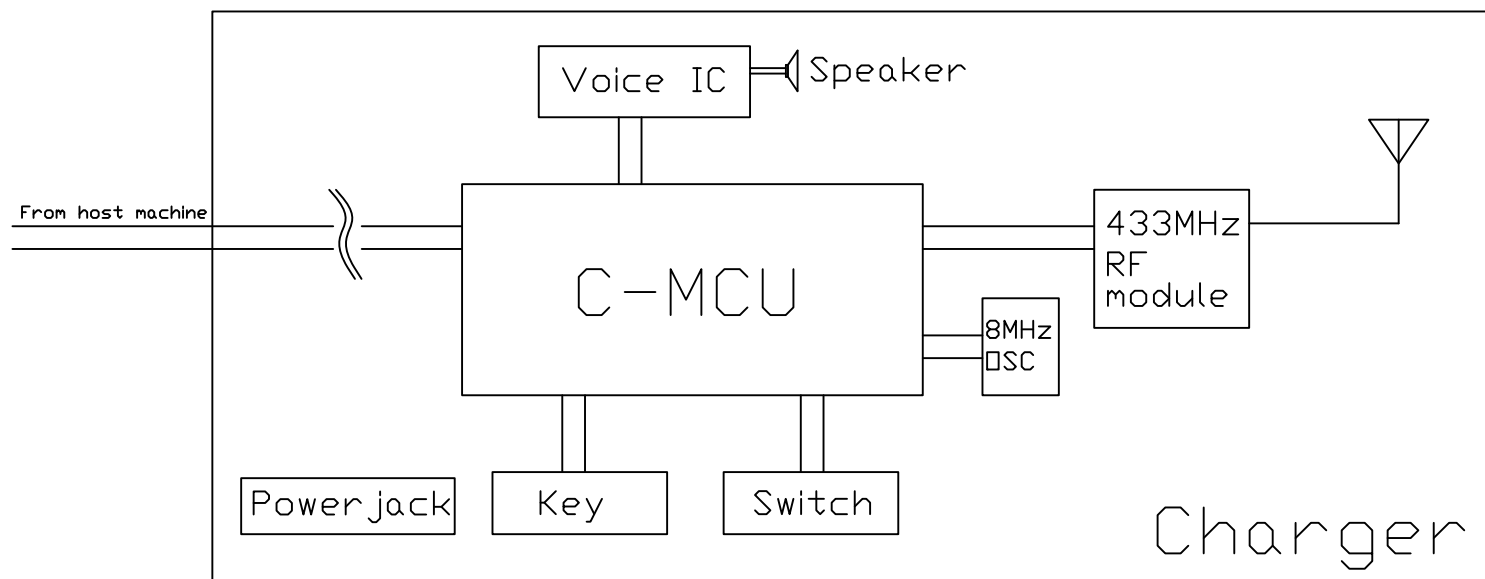 Voice IC
Speaker
From host machine
433MHz
RF
module
C-MCU
8MHz
OSC
Powerjack
Key
Switch
Charger